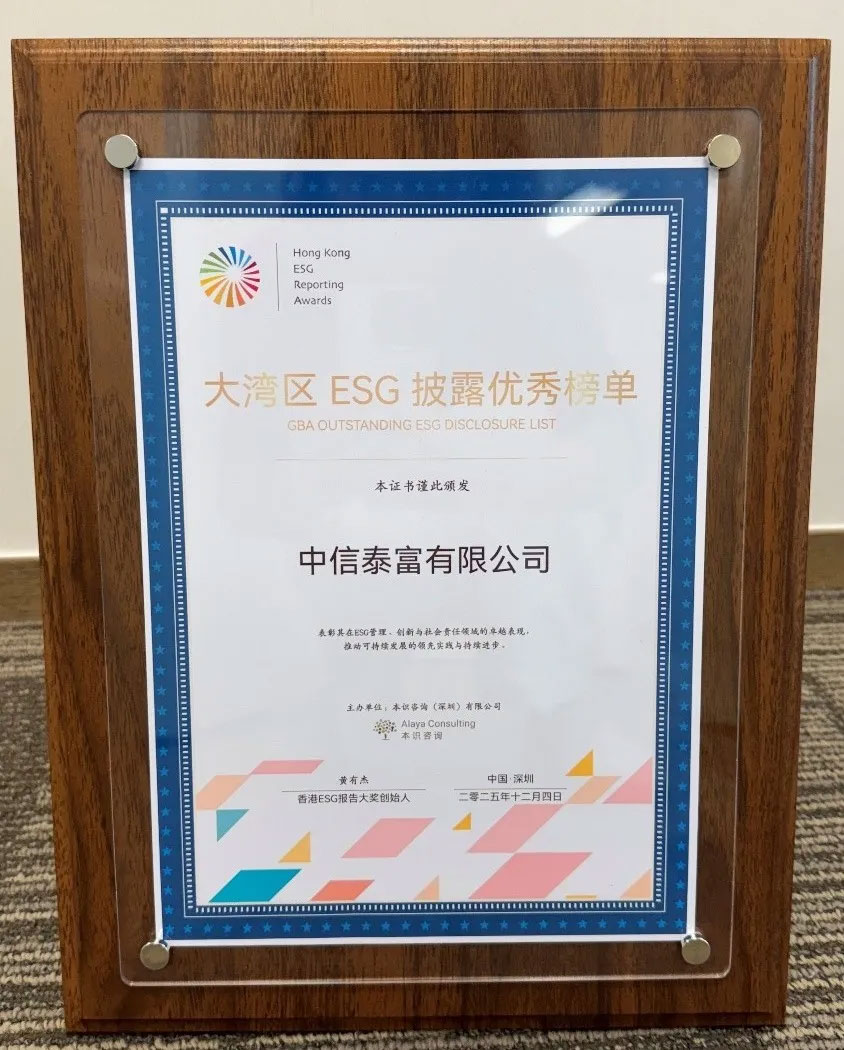 Hong Kong
ESG
Reporting
Awards
大湾区 ESG 披露优秀榜单
GBA OUTSTANDING ESG DISCLOSURE LIST
本证书谨此颁发
中信泰富有限公司
表彰其在ESG管理、创新与社会责任领域的卓越表现，
推动可持续发展的领先实践与持续进步。
主办单位：本识咨询（深圳）有限公司
Alaya Consulting
本识咨询
黄有杰
香港ESG报告大奖创始人
中国·深圳
二零二五年十二月四日